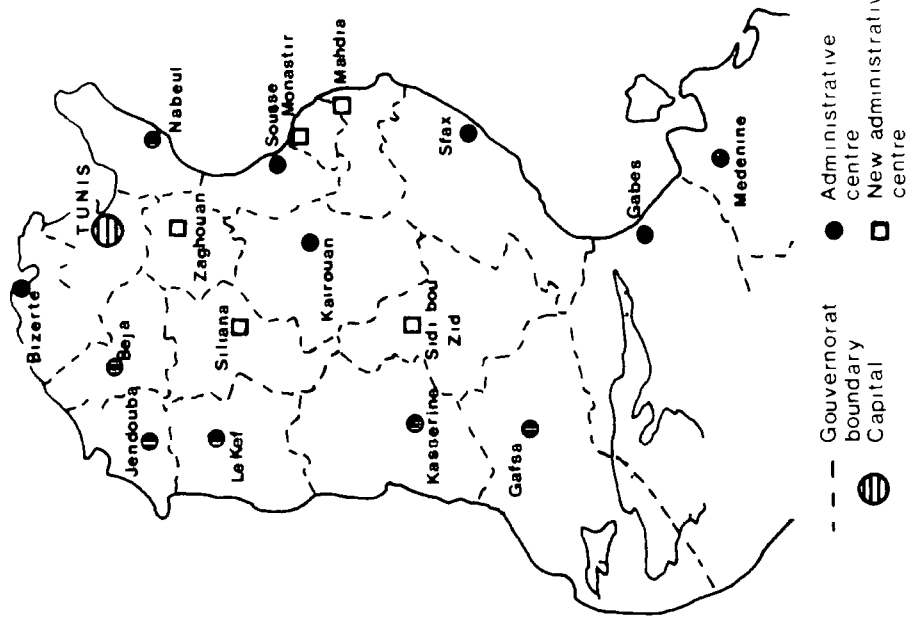 Bizerte
TUNIS
Nabeul
Beja
Jendouba
Zaghouan
Le Kef
Siliana
Sousse
Monastir
Mahdia
Kairouan
Sidi bou
Zid
Kasserine
Sfax
Gafsa
Gabes
Medenine
Gouvernorat
boundary
Capital
Administrative
centre
New administrativ
centre